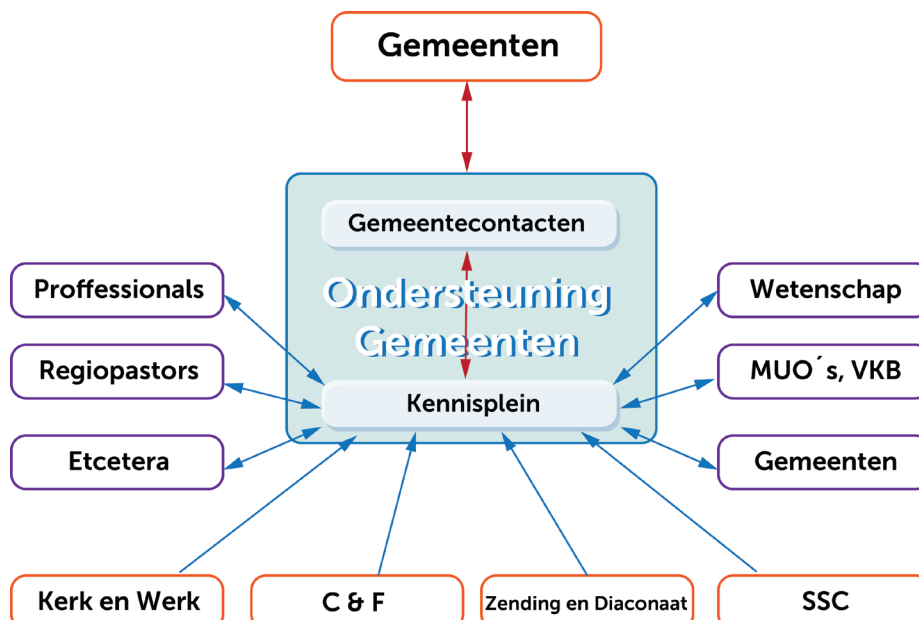 Gemeenten
Gemeentecontacten
Ondersteuning
Gemeenten
Kennisplein
Proffessionals
Regiopastors
Etcetera
Wetenschap
MUO´s, VKB
Gemeenten
Kerk en Werk
C & F
Zending en Diaconaat
SSC